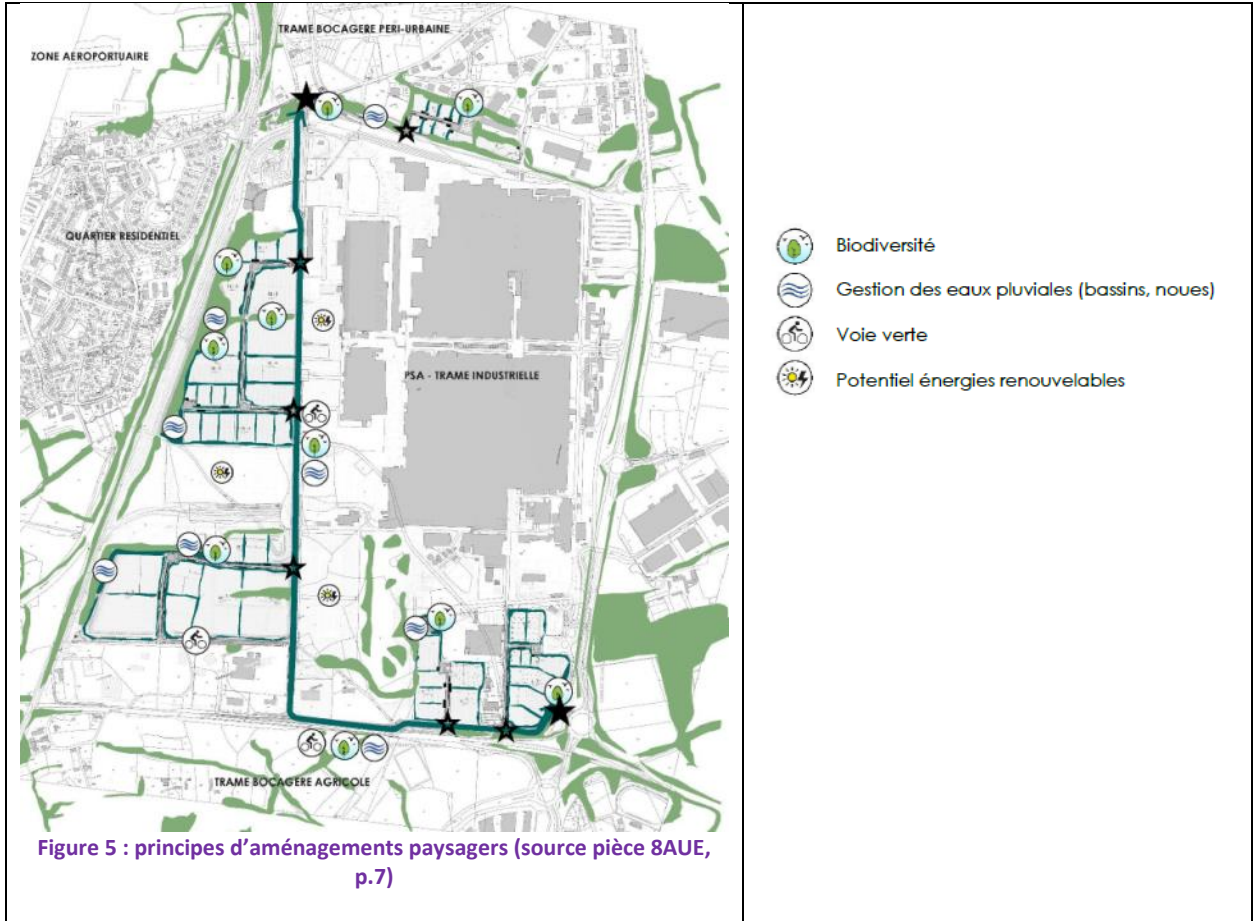 TRAME BOCAGERE PERI-URBAINE
ZONE AEROPORTUAIRE
QUARTIER RESIDENTIEL
PSA - TRAME INDUSTRIELLE
TRAME BOCAGERE AGRICOLE
Figure 5 : principes d’aménagements paysagers (source pièce 8AUE,
p.7)
Biodiversité
Gestion des eaux pluviales (bassins, noues)
Voie verte
Potentiel énergies renouvelables